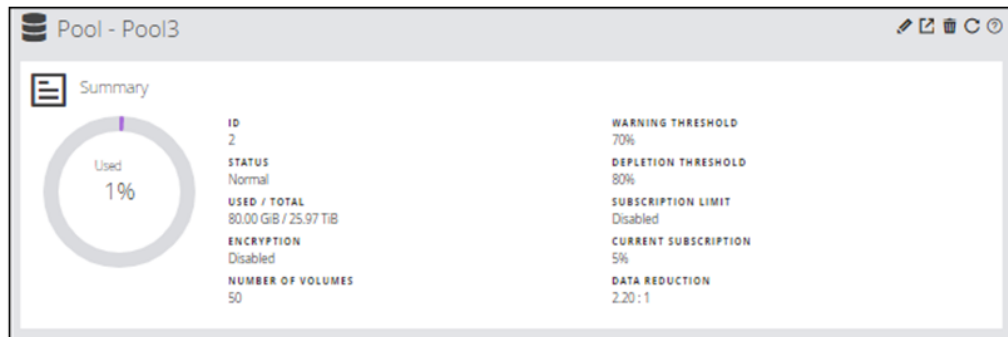 Pool - Pool3
Summary
Used
1%
ID
2
STATUS
Normal
USED / TOTAL
80.00 GiB / 25.97 TiB
ENCRYPTION
Disabled
NUMBER OF VOLUMES
50
WARNING THRESHOLD
70%
DEPLETION THRESHOLD
80%
SUBSCRIPTION LIMIT
Disabled
CURRENT SUBSCRIPTION
5%
DATA REDUCTION
2.20 : 1